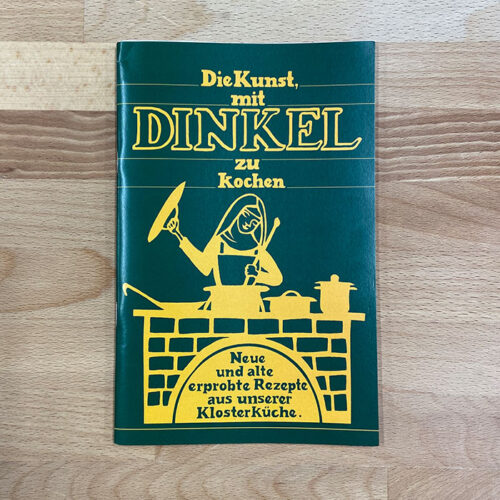 Die Kunst,
mit
DINKEL
zu
kochen
Neue
und alte
erprobte Rezepte
aus unserer
Klosterküche.